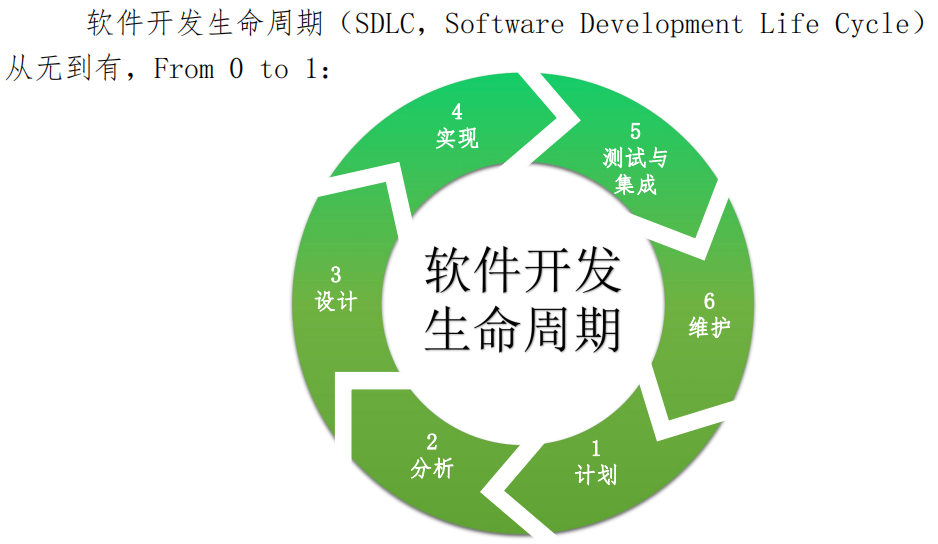 软件开发生命周期（SDLC，Software Development Life Cycle）
从无到有，From 0 to 1：
4
实现
5
测试与
集成
3
设计
软件开发
生命周期
6
维护
2
分析
1
计划